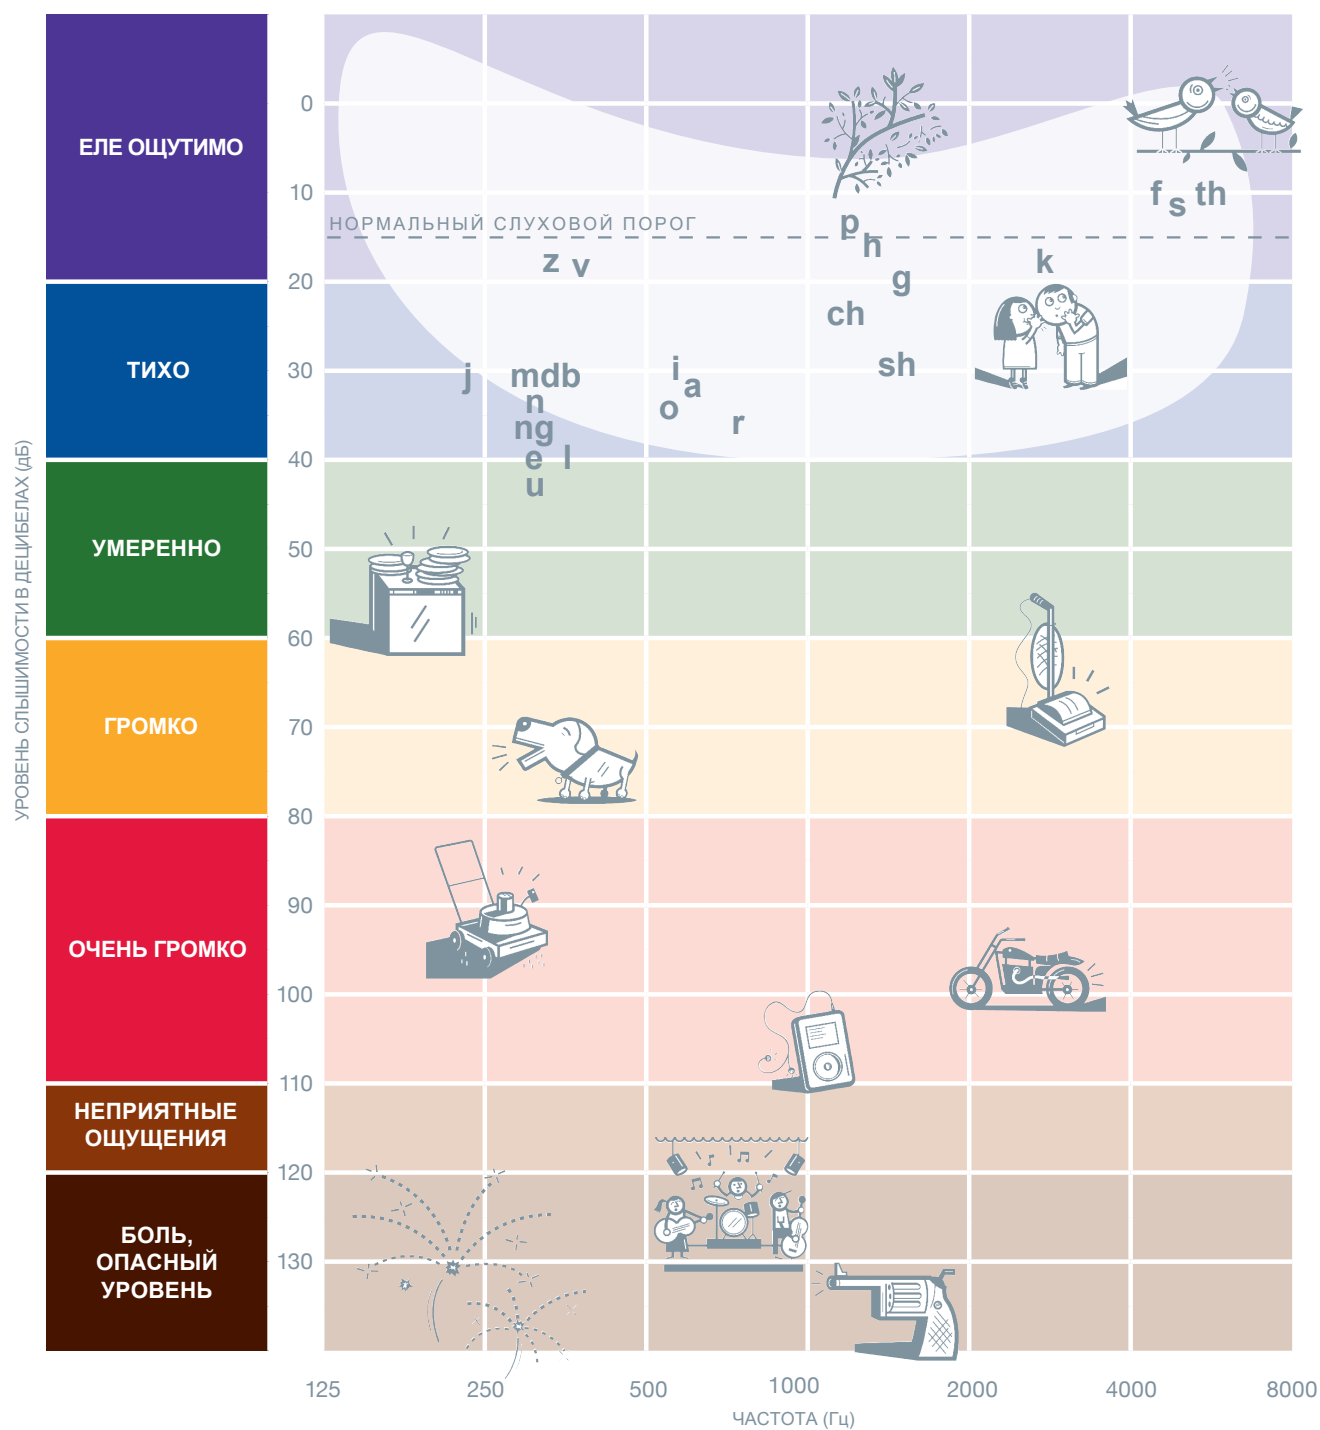 УРОВЕНЬ СЛЫШИМОСТИ В ДЕЦИБЕЛАХ (дБ)
ЕЛЕ ОЩУТИМО
ТИХО
УМЕРЕННО
ГРОМКО
ОЧЕНЬ ГРОМКО
НЕПРИЯТНЫЕ
ОЩУЩЕНИЯ
БОЛЬ,
ОПАСНЫЙ
УРОВЕНЬ
0
10
20
30
40
50
60
70
80
90
100
110
120
130
НОРМАЛЬНЫЙ СЛУХОВОЙ ПОРОГ
f s th
p
h
z v
k
g
ch
sh
j
mdb
n
ng
e l
u
i
a
o
r
125 250 500 1000 2000 4000 8000
ЧАСТОТА (Гц)